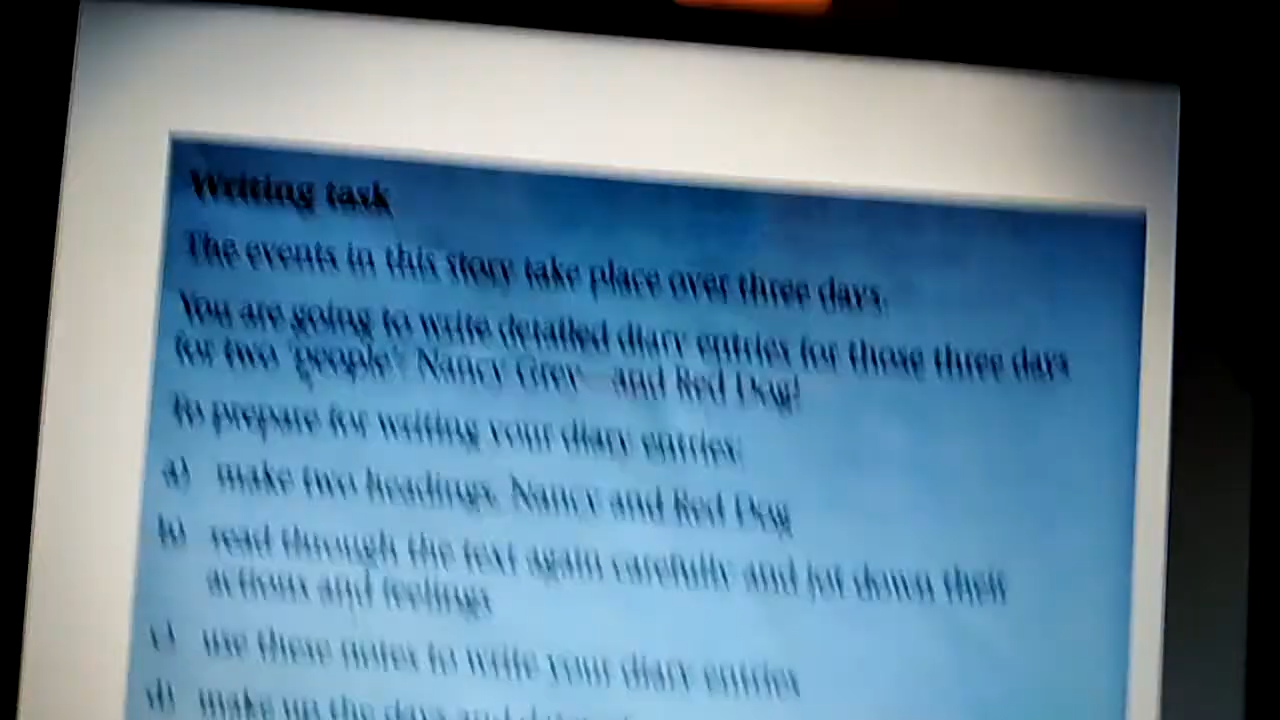 Writing task
The events in this story take place over three days.
You are going to write detailed diary entries for those three days
for two 'people': Nancy Grey and Red Dog!
To prepare for writing your diary entries:
a) make two headings, Nancy and Red Dog
b) read through the text again carefully and jot down their
actions and feelings
c) use these notes to write your diary entries
d) make up the days and